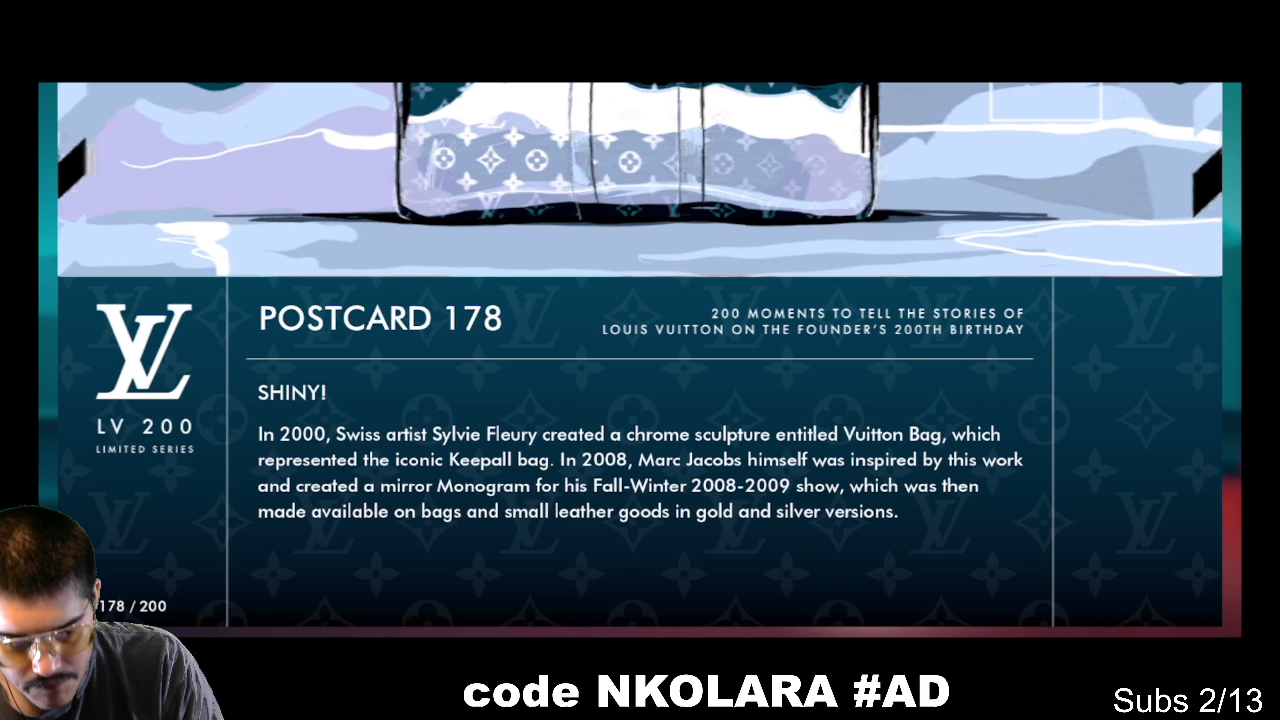 POSTCARD 178
200 MOMENTS TO TELL THE STORIES OF
LOUIS VUITTON ON THE FOUNDER'S 200TH BIRTHDAY
LV
LV 200
LIMITED SERIES
SHINY!
In 2000, Swiss artist Sylvie Fleury created a chrome sculpture entitled Vuitton Bag, which
represented the iconic Keepall bag. In 2008, Marc Jacobs himself was inspired by this work
and created a mirror Monogram for his Fall-Winter 2008-2009 show, which was then
made available on bags and small leather goods in gold and silver versions.
178 / 200
code NKOLARA #AD
Subs 2/13